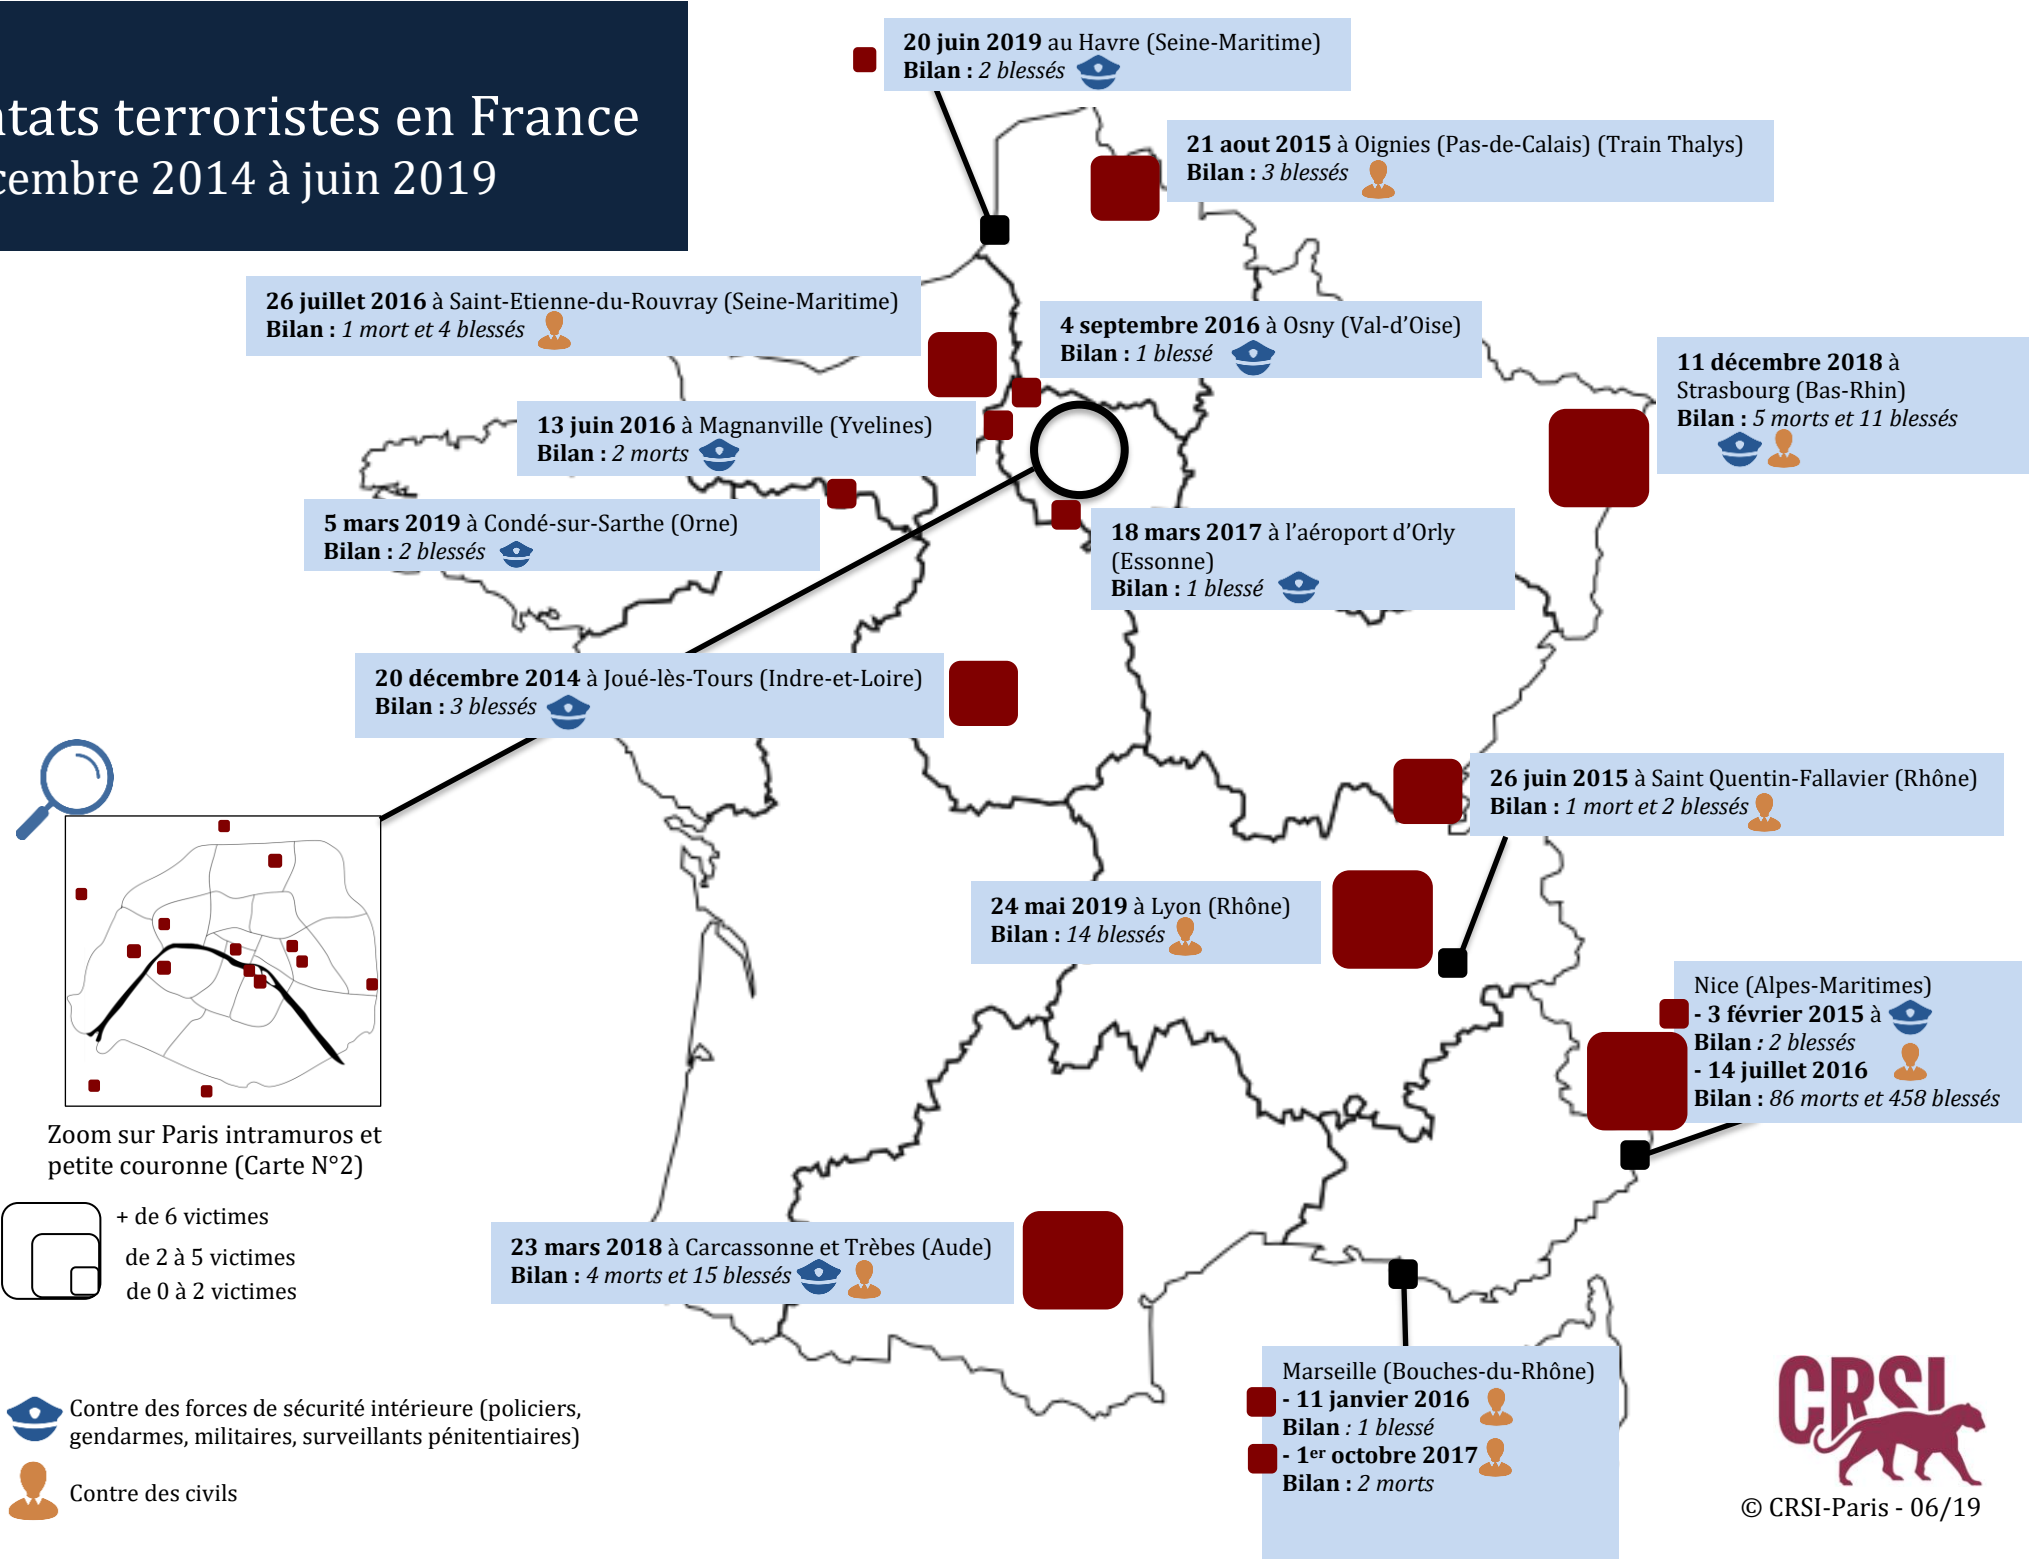 tats terroristes en France
cembre 2014 à juin 2019
20 juin 2019 au Havre (Seine-Maritime)
Bilan : 2 blessés
21 aout 2015 à Oignies (Pas-de-Calais) (Train Thalys)
Bilan : 3 blessés
26 juillet 2016 à Saint-Etienne-du-Rouvray (Seine-Maritime)
Bilan : 1 mort et 4 blessés
4 septembre 2016 à Osny (Val-d’Oise)
Bilan : 1 blessé
11 décembre 2018 à
Strasbourg (Bas-Rhin)
Bilan : 5 morts et 11 blessés
13 juin 2016 à Magnanville (Yvelines)
Bilan : 2 morts
5 mars 2019 à Condé-sur-Sarthe (Orne)
Bilan : 2 blessés
18 mars 2017 à l’aéroport d’Orly
(Essonne)
Bilan : 1 blessé
20 décembre 2014 à Joué-lès-Tours (Indre-et-Loire)
Bilan : 3 blessés
26 juin 2015 à Saint Quentin-Fallavier (Rhône)
Bilan : 1 mort et 2 blessés
24 mai 2019 à Lyon (Rhône)
Bilan : 14 blessés
Nice (Alpes-Maritimes)
- 3 février 2015 à
Bilan : 2 blessés
- 14 juillet 2016
Bilan : 86 morts et 458 blessés
Zoom sur Paris intramuros et
petite couronne (Carte N°2)
+ de 6 victimes
de 2 à 5 victimes
de 0 à 2 victimes
23 mars 2018 à Carcassonne et Trèbes (Aude)
Bilan : 4 morts et 15 blessés
Marseille (Bouches-du-Rhône)
- 11 janvier 2016
Bilan : 1 blessé
- 1er octobre 2017
Bilan : 2 morts
Contre des forces de sécurité intérieure (policiers,
gendarmes, militaires, surveillants pénitentiaires)
Contre des civils
CRSI
© CRSI-Paris - 06/19